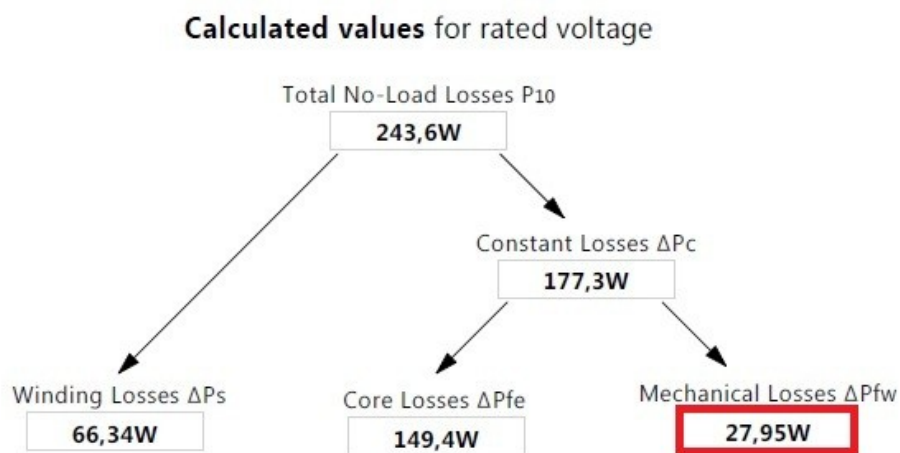 Calculated values for rated voltage
Total No-Load Losses P10
243,6W
Constant Losses ΔPc
177,3W
Winding Losses ΔPs
66,34W
Core Losses ΔPfe
149,4W
Mechanical Losses ΔPfw
27,95W